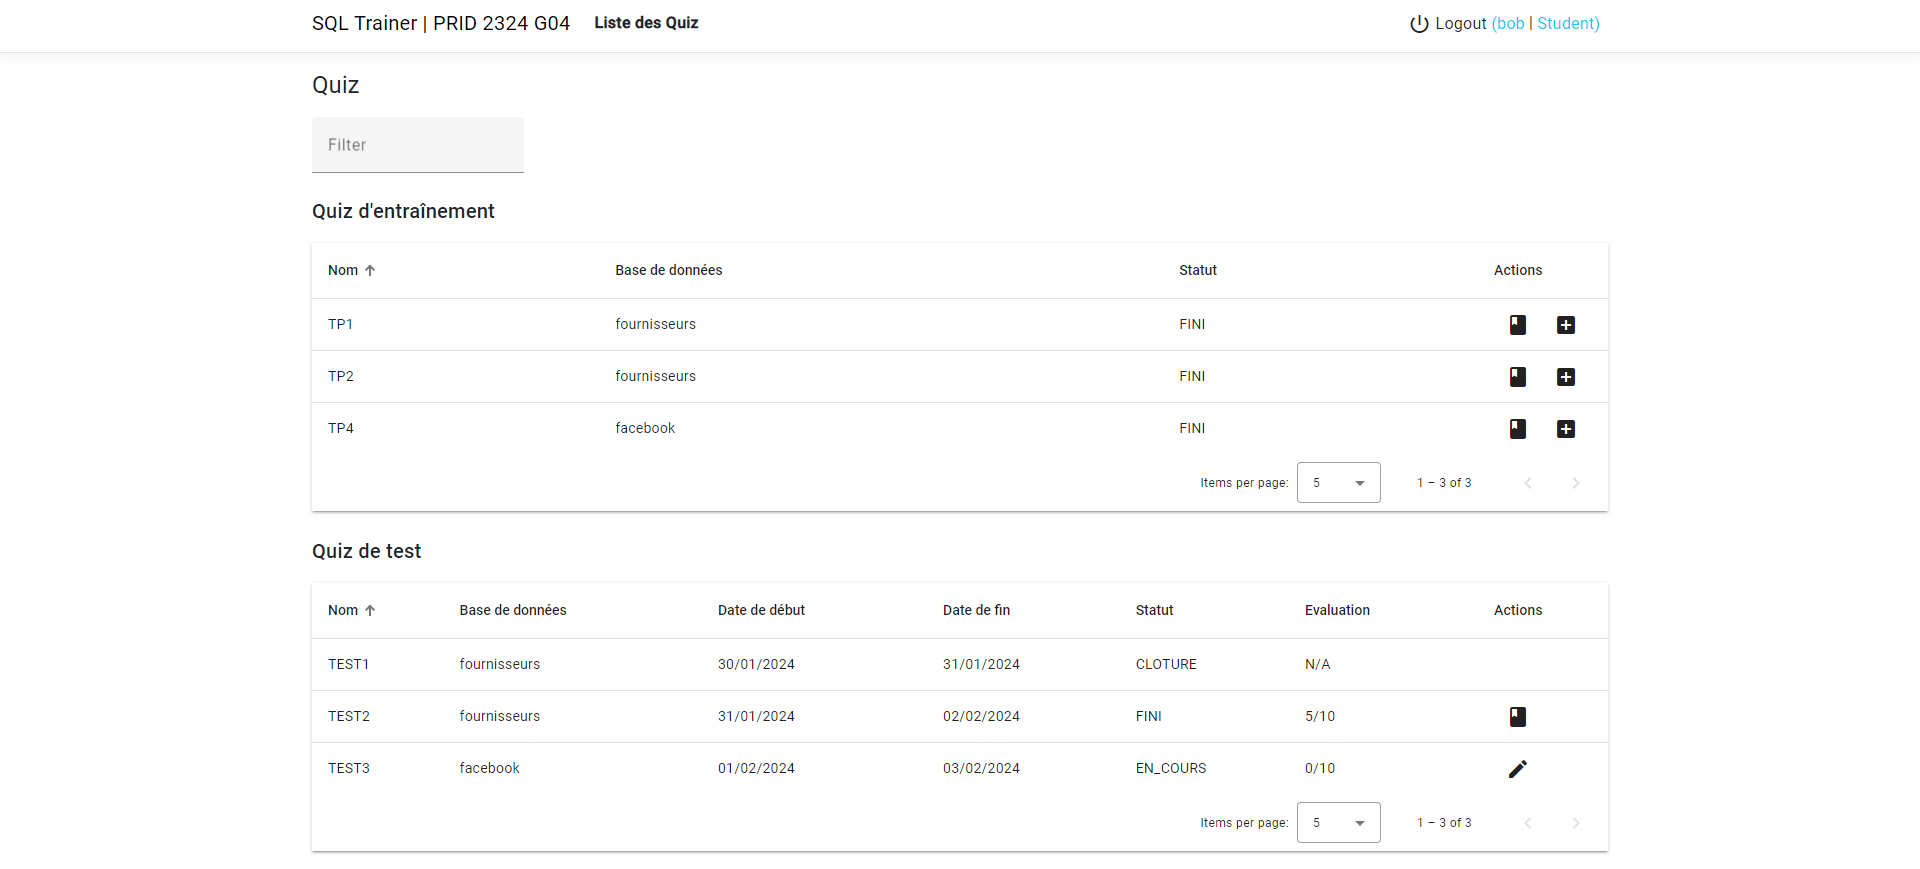 SQL Trainer | PRID 2324 G04 Liste des Quiz Logout (bob | Student)
Quiz
Filter
Quiz d'entraînement
Nom Base de données Statut Actions
TP1 fournisseurs FINI
TP2 fournisseurs FINI
TP4 facebook FINI
Items per page: 5 1 – 3 of 3
Quiz de test
Nom Base de données Date de début Date de fin Statut Evaluation Actions
TEST1 fournisseurs 30/01/2024 31/01/2024 CLOTURE N/A
TEST2 fournisseurs 31/01/2024 02/02/2024 FINI 5/10
TEST3 facebook 01/02/2024 03/02/2024 EN_COURS 0/10
Items per page: 5 1 – 3 of 3